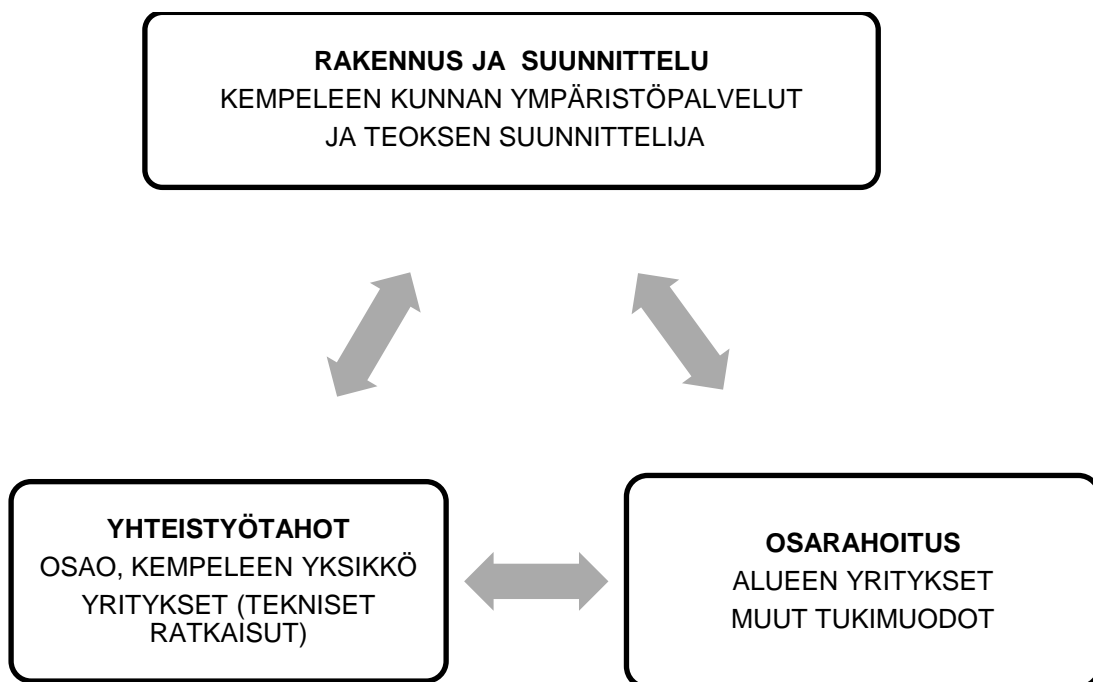 RAKENNUS JA SUUNNITTELU
KEMPELEEN KUNNAN YMPÄRISTÖPALVELUT
JA TEOKSEN SUUNNITTELIJA
YHTEISTYÖTAHOT
OSAO, KEMPELEEN YKSIKKÖ
YRITYKSET (TEKNISET
RATKAISUT)
OSARAHOITUS
ALUEEN YRITYKSET
MUUT TUKIMUODOT